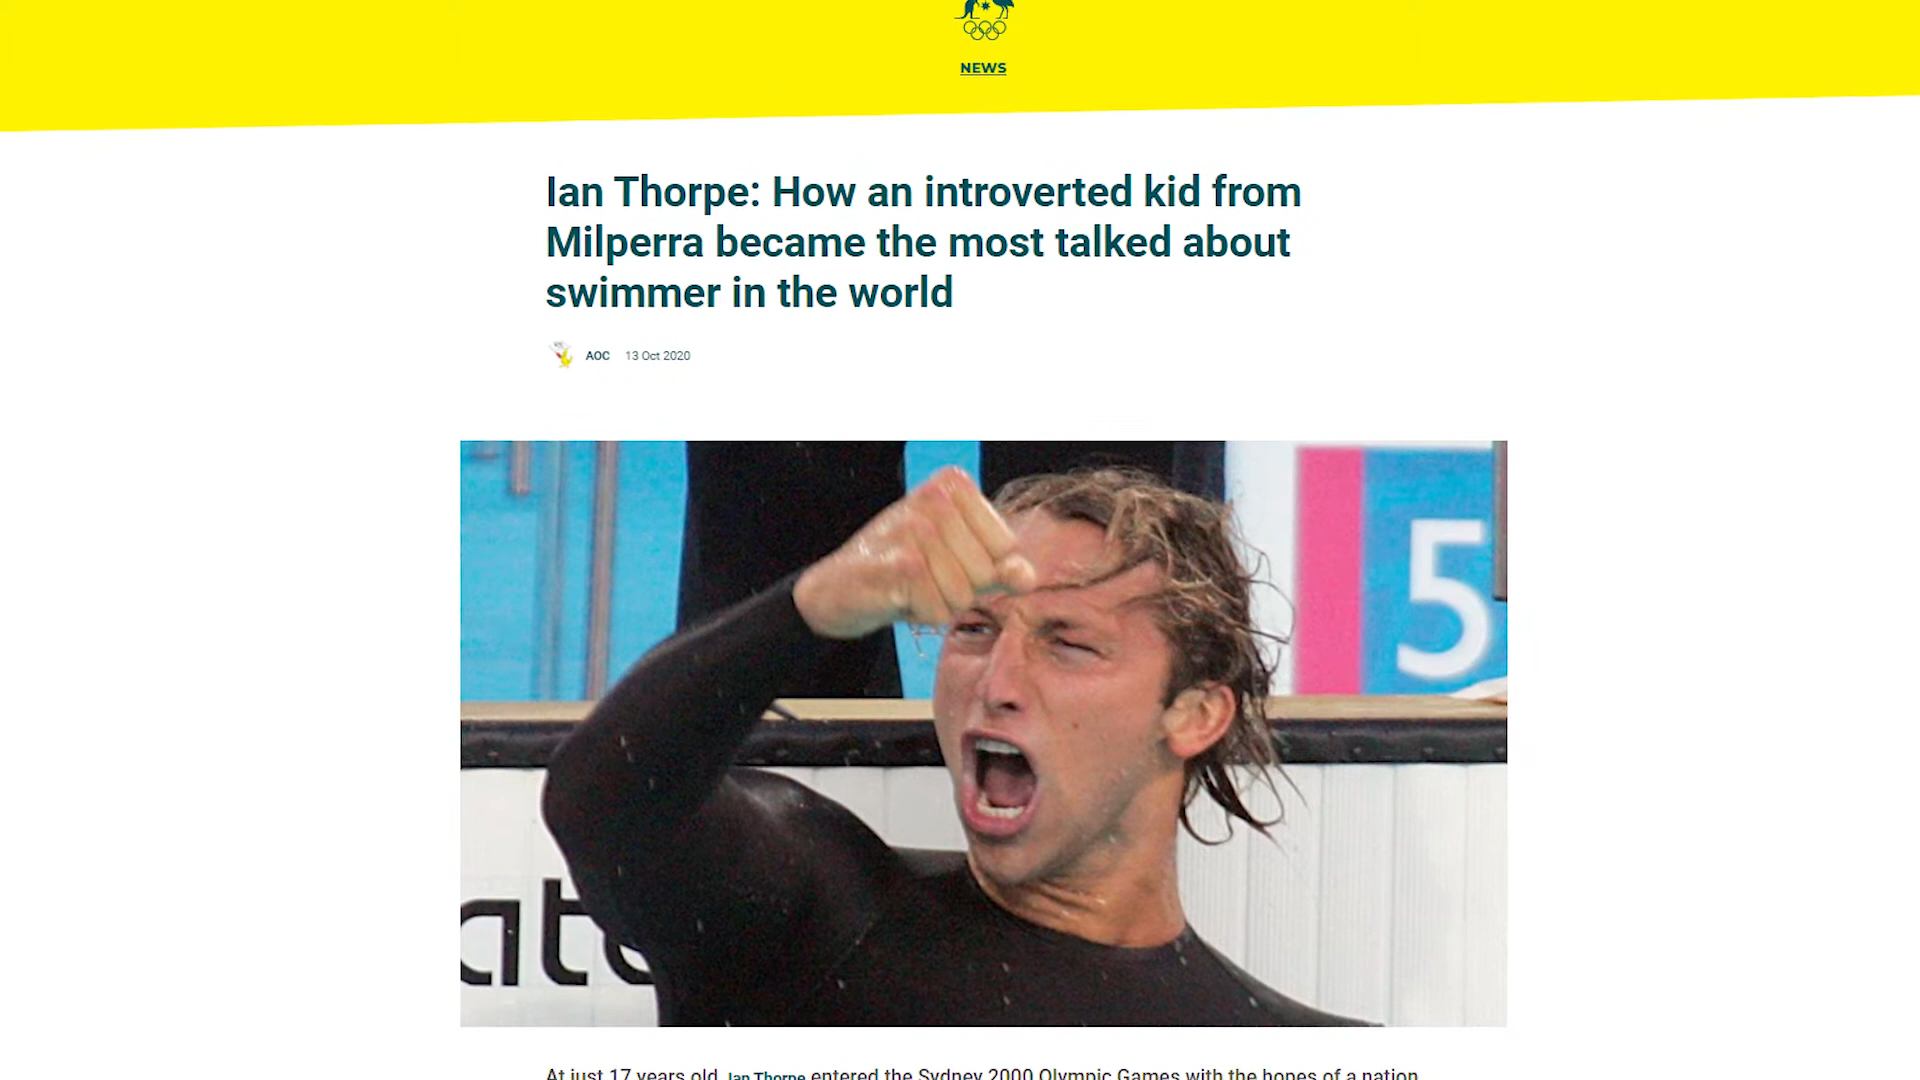 NEWS
Ian Thorpe: How an introverted kid from
Milperra became the most talked about
swimmer in the world
AOC 13 Oct 2020
5
At just 17 years old, Ian Thorpe entered the Sydney 2000 Olympic Games with the hopes of a nation